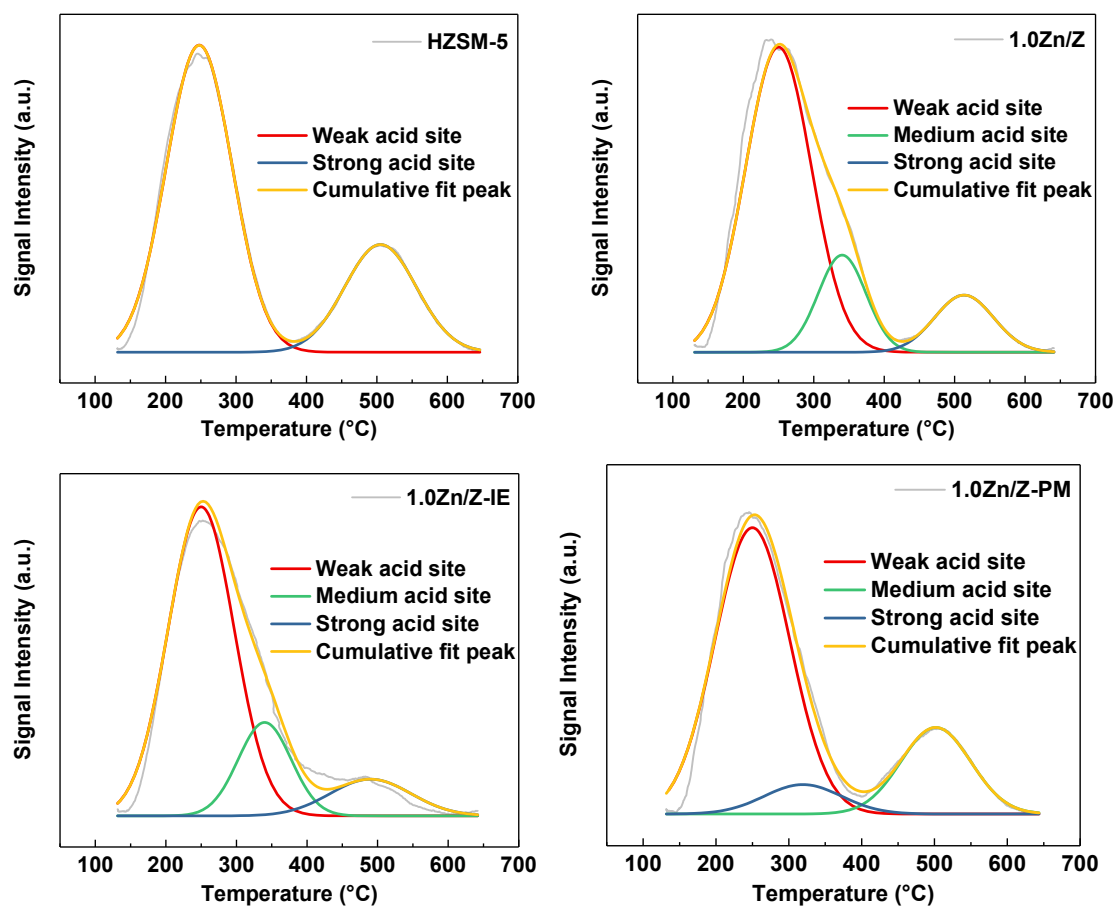 HZSM-5
Weak acid site
Strong acid site
Cumulative fit peak
Signal Intensity (a.u.)
100 200 300 400 500 600 700
Temperature (°C)
1.0Zn/Z
Weak acid site
Medium acid site
Strong acid site
Cumulative fit peak
Signal Intensity (a.u.)
100 200 300 400 500 600 700
Temperature (°C)
1.0Zn/Z-IE
Weak acid site
Medium acid site
Strong acid site
Cumulative fit peak
Signal Intensity (a.u.)
100 200 300 400 500 600 700
Temperature (°C)
1.0Zn/Z-PM
Weak acid site
Medium acid site
Strong acid site
Cumulative fit peak
Signal Intensity (a.u.)
100 200 300 400 500 600 700
Temperature (°C)